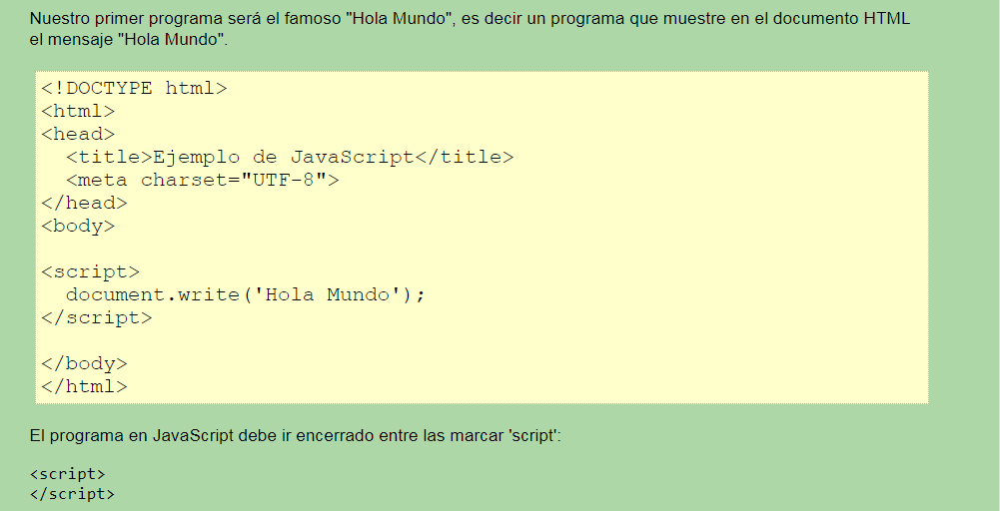 Nuestro primer programa será el famoso "Hola Mundo", es decir un programa que muestre en el documento HTML
el mensaje "Hola Mundo".
<!DOCTYPE html>
<html>
<head>
  <title>Ejemplo de JavaScript</title>
  <meta charset="UTF-8">
</head>
<body>
<script>
  document.write('Hola Mundo');
</script>
</body>
</html>
El programa en JavaScript debe ir encerrado entre las marcar 'script':
<script>
</script>